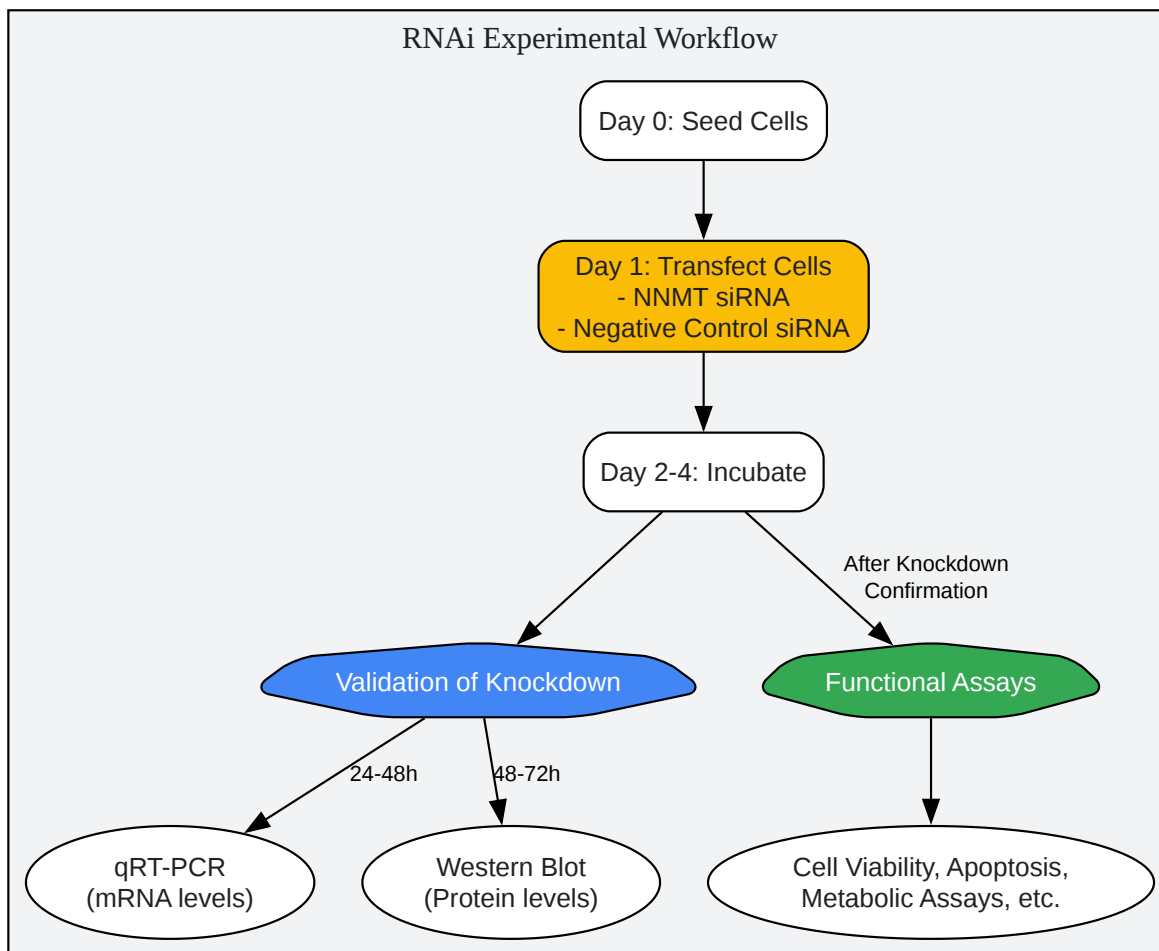 RNAi Experimental Workflow
Day 0: Seed Cells
Day 1: Transfect Cells
- NNMT siRNA
- Negative Control siRNA
Day 2-4: Incubate
After Knockdown
Confirmation
Validation of Knockdown
Functional Assays
24-48h
48-72h
qRT-PCR
(mRNA levels)
Western Blot
(Protein levels)
Cell Viability, Apoptosis,
Metabolic Assays, etc.